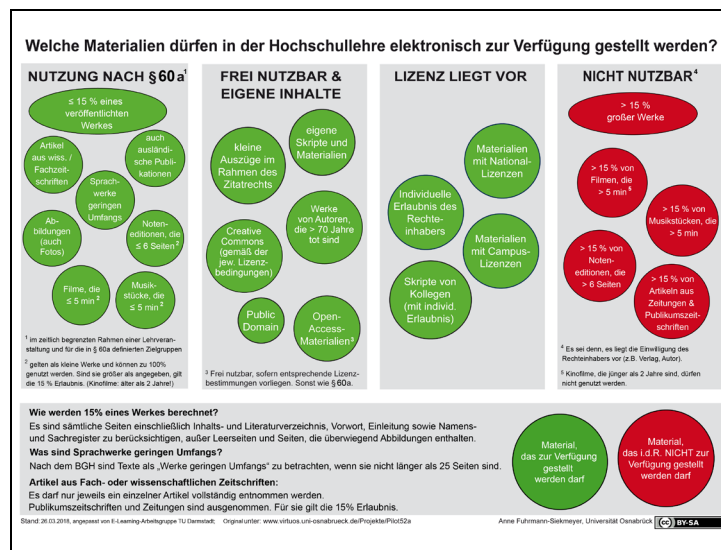 Welche Materialien dürfen in der Hochschullehre elektronisch zur Verfügung gestellt werden?
NUTZUNG NACH § 60a¹
≤ 15 % eines
veröffentlichten
Werkes
Artikel
aus wiss. /
Fachzeit-
schriften
auch
ausländi-
sche Publi-
kationen
Sprach-
werke
geringen
Umfangs
Ab-
bildungen
(auch
Fotos)
Noten-
editionen, die
≤ 6 Seiten ²
Filme, die
≤ 5 min ²
Musik-
stücke, die
≤ 5 min ²
¹ im zeitlich begrenzten Rahmen einer Lehrveran-
staltung und für die in § 60a definierten Zielgruppen
² gelten als kleine Werke und können zu 100%
genutzt werden. Sind sie größer als angegeben, gilt
die 15 % Erlaubnis. (Kinofilme: älter als 2 Jahre!)
FREI NUTZBAR &
EIGENE INHALTE
kleine
Auszüge im
Rahmen des
Zitatrechts
eigene
Skripte und
Materialien
Werke
von Autoren,
die > 70 Jahre
tot sind
Creative
Commons
(gemäß der
jew. Lizenz-
bedingungen)
Public
Domain
Open-
Access-
Materialien³
³ Frei nutzbar, sofern entsprechende Lizenz-
bestimmungen vorliegen. Sonst wie §60a.
LIZENZ LIEGT VOR
Materialien
mit National-
Lizenzen
Individuelle
Erlaubnis des
Rechte-
inhabers
Materialien
mit Campus-
Lizenzen
Skripte von
Kollegen
(mit individ.
Erlaubnis)
NICHT NUTZBAR⁴
> 15 %
großer Werke
> 15 % von
Filmen, die
> 5 min ⁵
> 15 % von
Musikstücken, die
> 5 min
> 15 % von
Noten-
editionen, die
> 6 Seiten
> 15 % von
Artikeln aus
Zeitungen &
Publikumszeit-
schriften
⁴ Es sei denn, es liegt die Einwilligung des
Rechteinhabers vor (z.B. Verlag, Autor).
⁵ Kinofilme, die jünger als 2 Jahre sind, dürfen
nicht genutzt werden.
Wie werden 15% eines Werkes berechnet?
Es sind sämtliche Seiten einschließlich Inhalts- und Literaturverzeichnis, Vorwort, Einleitung sowie Namens-
und Sachregister zu berücksichtigen, außer Leerseiten und Seiten, die überwiegend Abbildungen enthalten.
Was sind Sprachwerke geringen Umfangs?
Nach dem BGH sind Texte als „Werke geringen Umfangs" zu betrachten, wenn sie nicht länger als 25 Seiten sind.
Artikel aus Fach- oder wissenschaftlichen Zeitschriften:
Es darf nur jeweils ein einzelner Artikel vollständig entnommen werden.
Publikumszeitschriften und Zeitungen sind ausgenommen. Für sie gilt die 15% Erlaubnis.
Material,
das zur Verfügung
gestellt
werden darf
Material,
das i.d.R. NICHT zur
Verfügung gestellt
werden darf
Stand: 26.03.2018, angepasst von E-Learning-Arbeitsgruppe TU Darmstadt; Original unter: www.virtuos.uni-osnabrueck.de/Projekte/Pilot52a
Anne Fuhrmann-Siekmeyer, Universität Osnabrück
cc BY-SA